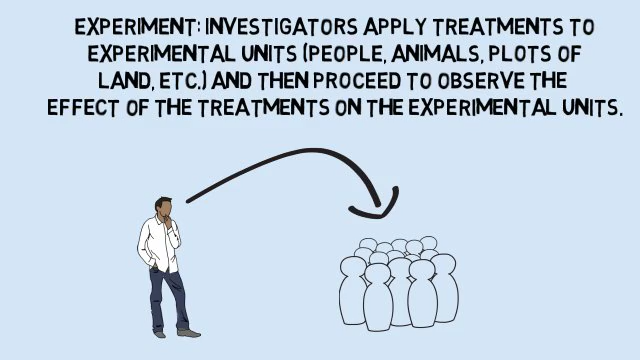 EXPERIMENT: INVESTIGATORS APPLY TREATMENTS TO
EXPERIMENTAL UNITS (PEOPLE, ANIMALS, PLOTS OF
LAND, ETC.) AND THEN PROCEED TO OBSERVE THE
EFFECT OF THE TREATMENTS ON THE EXPERIMENTAL UNITS.